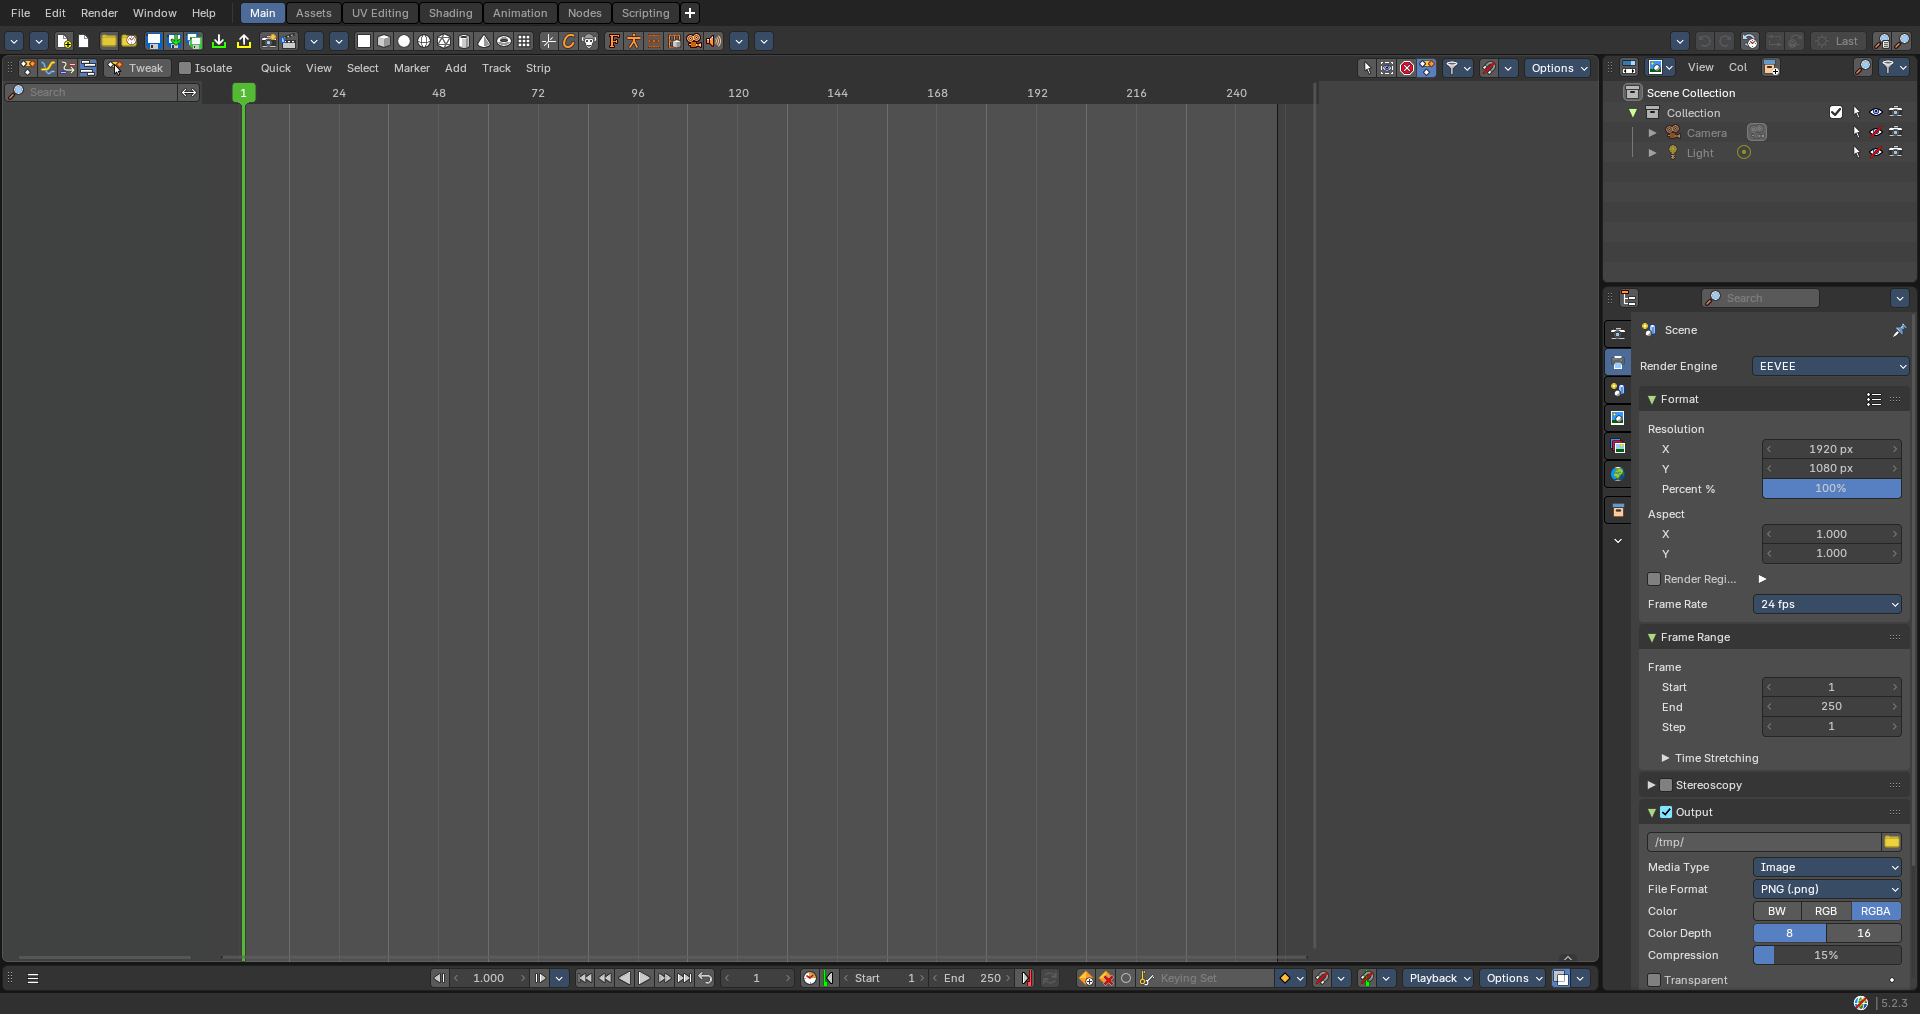 File Edit Render Window Help Main Assets UV Editing Shading Animation Nodes Scripting
Last
Tweak Isolate Quick View Select Marker Add Track Strip Options
Search 1 24 48 72 96 120 144 168 192 216 240
View Col
Scene Collection
Collection
Camera
Light
Search
Scene
Render Engine EEVEE
Format
Resolution
X 1920 px
Y 1080 px
Percent % 100%
Aspect
X 1.000
Y 1.000
Render Regi...
Frame Rate 24 fps
Frame Range
Frame
Start 1
End 250
Step 1
Time Stretching
Stereoscopy
Output
/tmp/
Media Type Image
File Format PNG (.png)
Color BW RGB RGBA
Color Depth 8 16
Compression 15%
Transparent
1.000 1 Start 1 End 250 Keying Set Playback Options
5.2.3